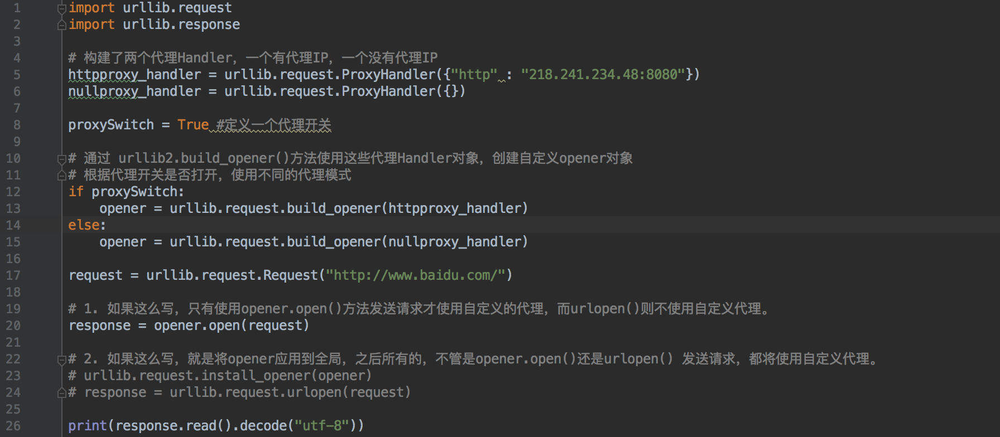 1 import urllib.request
2 import urllib.response
3
4 # 构建了两个代理Handler，一个有代理IP，一个没有代理IP
5 httpproxy_handler = urllib.request.ProxyHandler({"http" : "218.241.234.48:8080"})
6 nullproxy_handler = urllib.request.ProxyHandler({})
7
8 proxySwitch = True #定义一个代理开关
9
10 # 通过 urllib2.build_opener()方法使用这些代理Handler对象，创建自定义opener对象
11 # 根据代理开关是否打开，使用不同的代理模式
12 if proxySwitch:
13     opener = urllib.request.build_opener(httpproxy_handler)
14 else:
15     opener = urllib.request.build_opener(nullproxy_handler)
16
17 request = urllib.request.Request("http://www.baidu.com/")
18
19 # 1. 如果这么写，只有使用opener.open()方法发送请求才使用自定义的代理，而urlopen()则不使用自定义代理。
20 response = opener.open(request)
21
22 # 2. 如果这么写，就是将opener应用到全局，之后所有的，不管是opener.open()还是urlopen() 发送请求，都将使用自定义代理。
23 # urllib.request.install_opener(opener)
24 # response = urllib.request.urlopen(request)
25
26 print(response.read().decode("utf-8"))